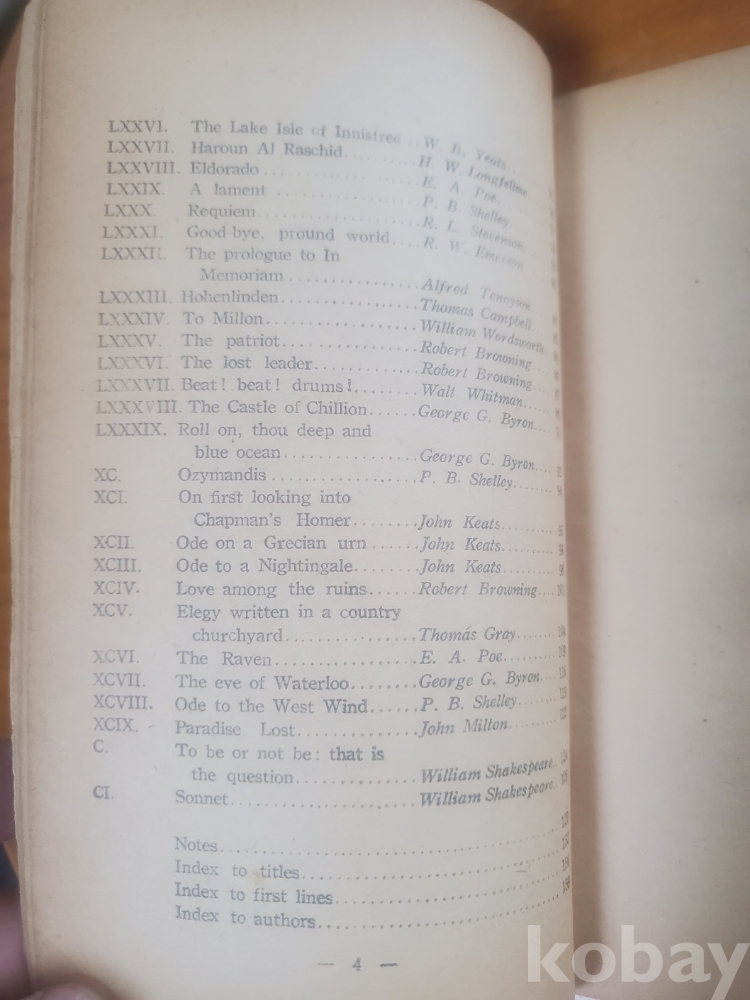 LXXVI. The Lake Isle of Innisfree .. W. B. Yeats.....
LXXVII. Haroun Al Raschid............ H. W Longfellow
LXXVIII. Eldorado .................... E. A. Poe.
LXXIX. A lament .................. P. B Shelley
LXXX. Requiem.................... R. L. Stevenson.
LXXXI. Good-bye, pround world.... R. W. Emerson.
LXXXII. The prologue to In
Memoriam ................. Alfred Tennyson.
LXXXIII. Hohenlinden.................. Thomas Campbell.
LXXXIV. To Millon.................... William Wordsworth
LXXXV. The patriot.................. Robert Browning....
LXXXVI. The lost leader............... Robert Browning....
LXXXVII. Beat! beat! drums!......... Walt Whitman....
LXXXVIII. The Castle of Chillion....... George G. Byron....
LXXXIX. Roll on, thou deep and
blue ocean................. George G. Byron....
XC. Ozymandis .................... P. B. Shelley.......
XCI. On first looking into
Chapman's Homer........ John Keats.........
XCII. Ode on a Grecian urn ...... John Keats.........
XCIII. Ode to a Nightingale........ John Keats.........
XCIV. Love among the ruins....... Robert Browning....
XCV. Elegy written in a country
churchyard................. Thomás Gray.......
XCVI. The Raven.................... E. A. Poe..........
XCVII. The eve of Waterloo........ George G. Byron....
XCVIII. Ode to the West Wind...... P. B. Shelley.......
XCIX. Paradise Lost................ John Milton........
C. To be or not be: that is
the question............... William Shakespeare..
CI. Sonnet......................... William Shakespeare..
Notes..............................
Index to titles..............................
Index to first lines..............................
Index to authors..............................
— 4 —
kobay